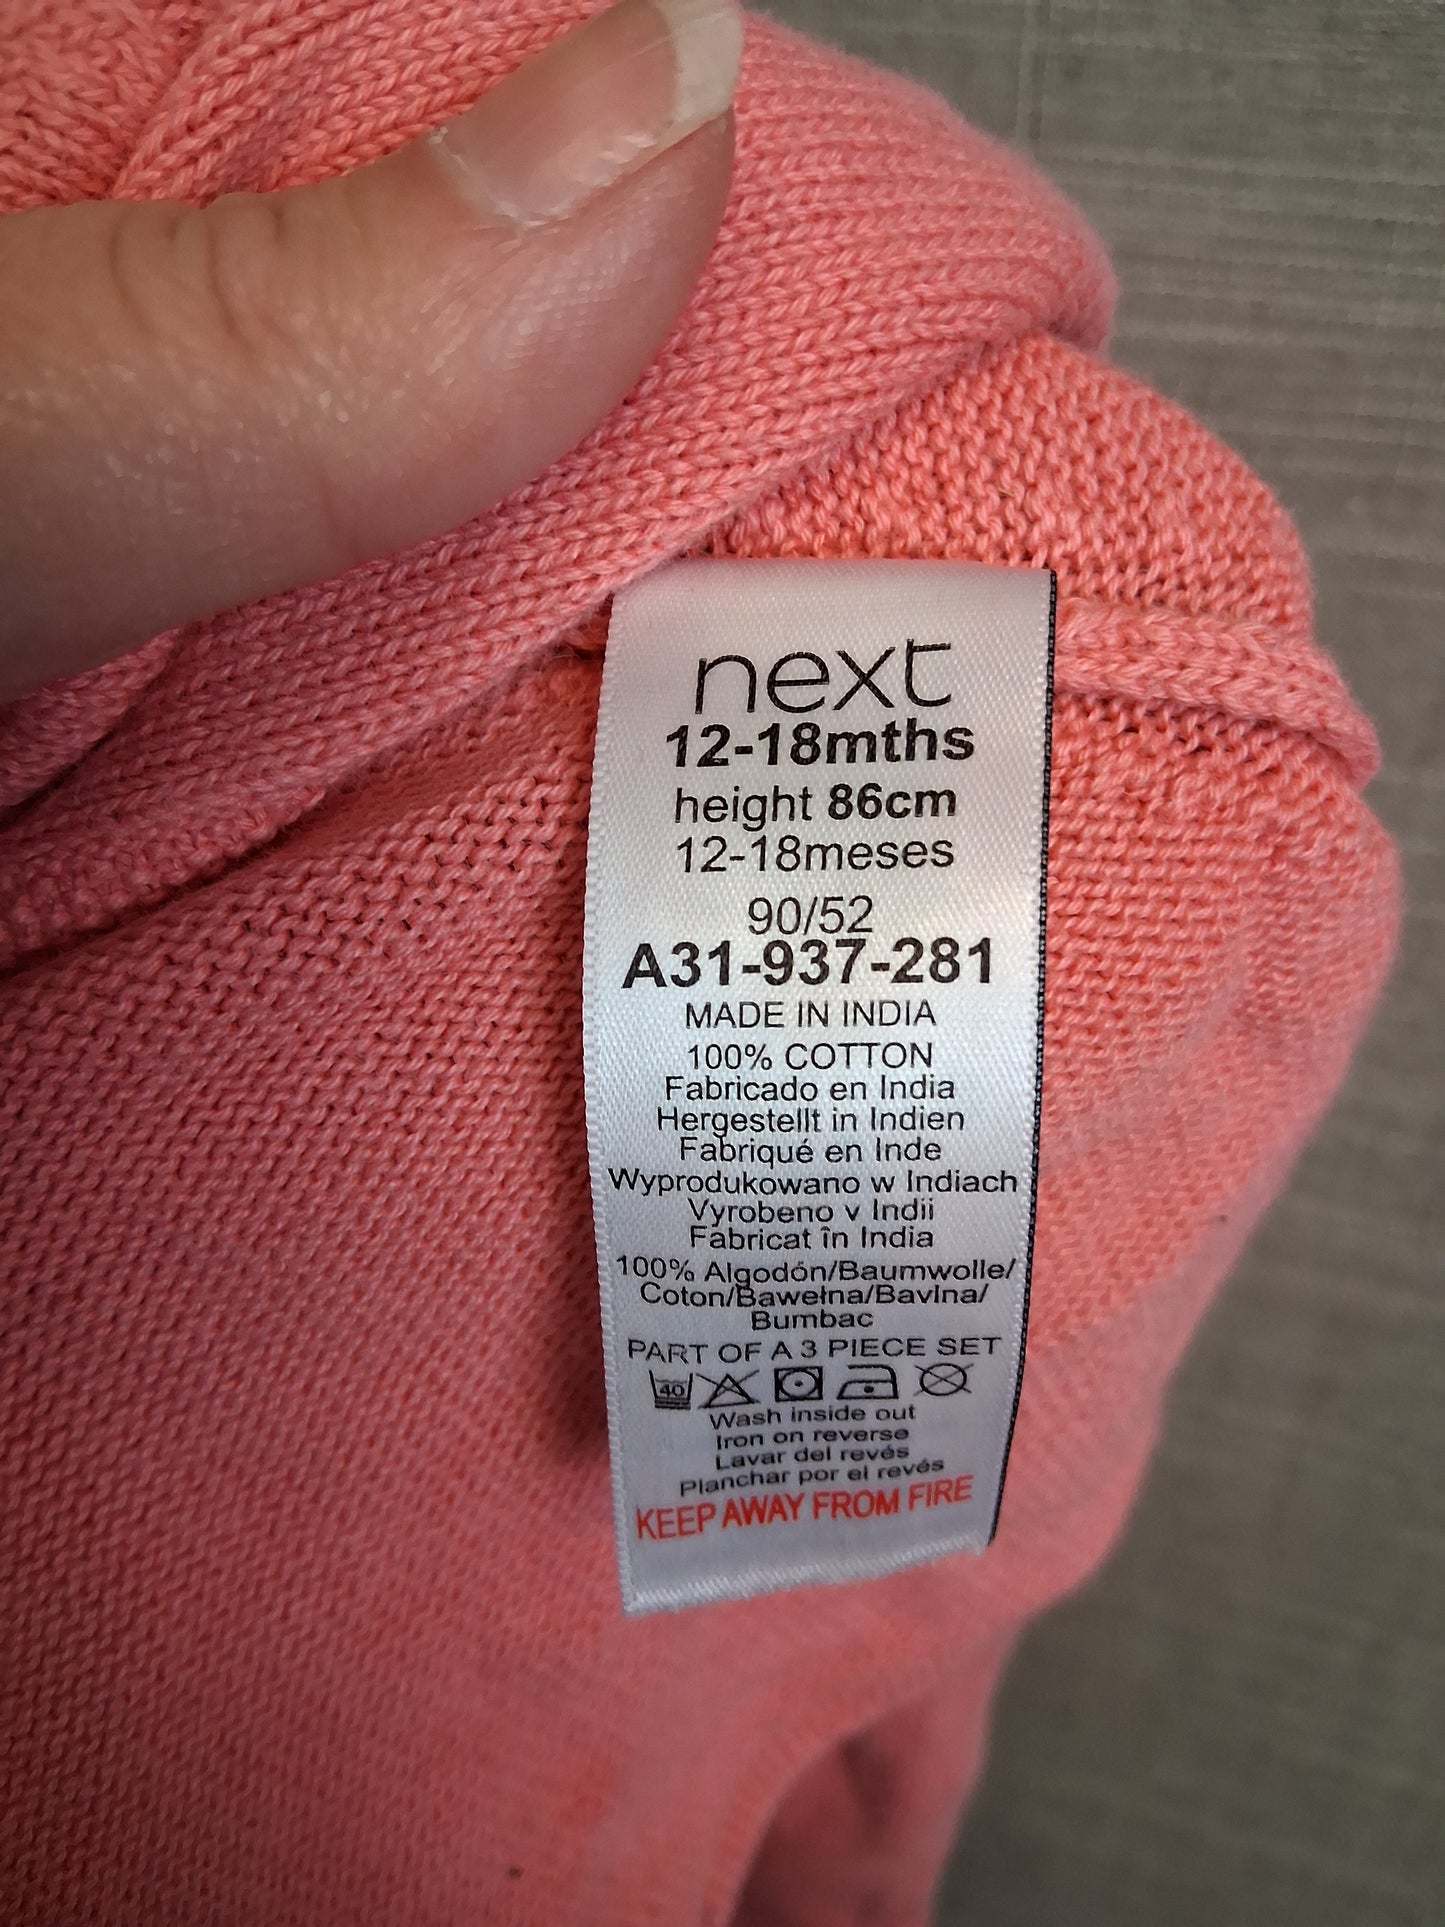 next
12-18mths
height 86cm
12-18meses
90/52
A31-937-281
MADE IN INDIA
100% COTTON
Fabricado en India
Hergestellt in Indien
Fabriqué en Inde
Wyprodukowano w Indiach
Vyrobeno v Indii
Fabricat în India
100% Algodón/Baumwolle/
Coton/Bawełna/Bavlna/
Bumbac
PART OF A 3 PIECE SET
40
Wash inside out
Iron on reverse
Lavar del revés
Planchar por el revés
KEEP AWAY FROM FIRE